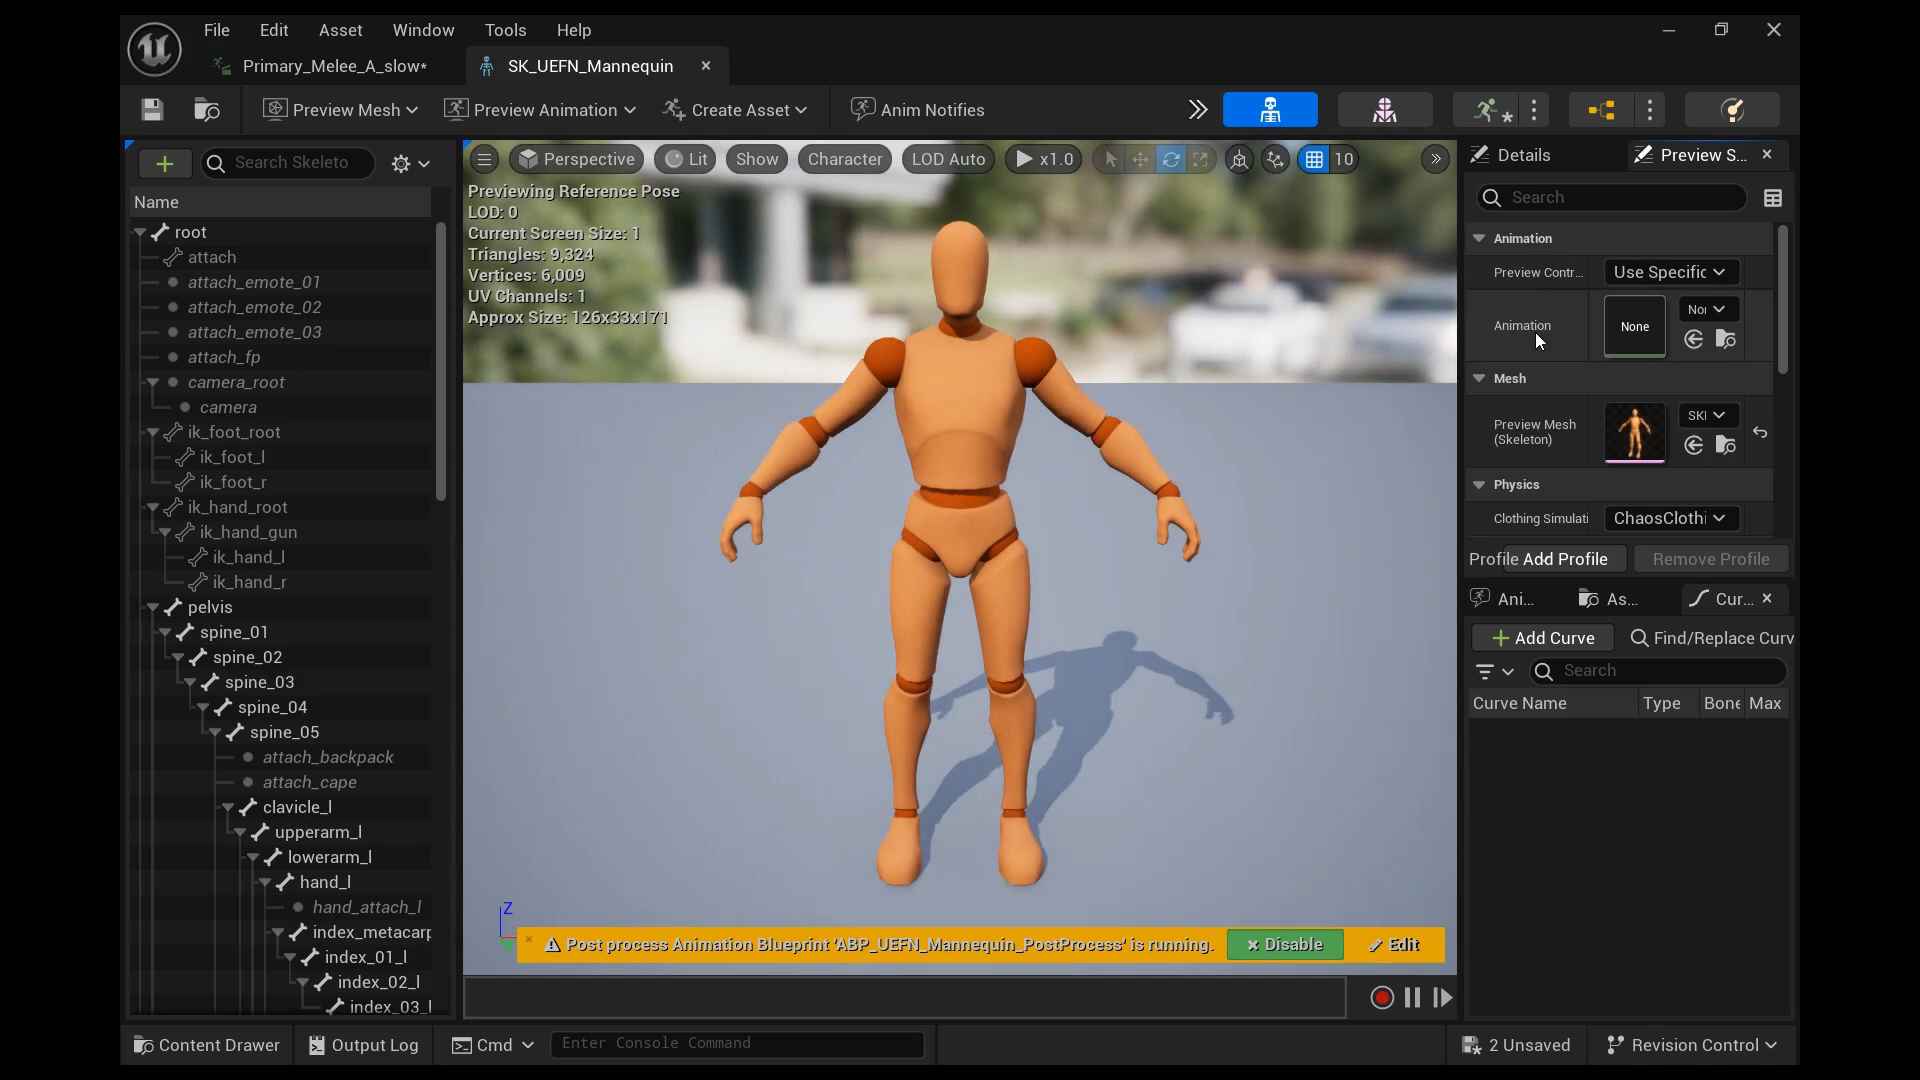 File Edit Asset Window Tools Help
Primary_Melee_A_slow*
SK_UEFN_Mannequin
Preview Mesh
Preview Animation
Create Asset
Anim Notifies
Search Skeleto
Name
root
attach
attach_emote_01
attach_emote_02
attach_emote_03
attach_fp
camera_root
camera
ik_foot_root
ik_foot_l
ik_foot_r
ik_hand_root
ik_hand_gun
ik_hand_l
ik_hand_r
pelvis
spine_01
spine_02
spine_03
spine_04
spine_05
attach_backpack
attach_cape
clavicle_l
upperarm_l
lowerarm_l
hand_l
hand_attach_l
index_metacarp
index_01_l
index_02_l
index_03_l
Perspective
Lit
Show
Character
LOD Auto
x1.0
10
Previewing Reference Pose
LOD: 0
Current Screen Size: 1
Triangles: 9,324
Vertices: 6,009
UV Channels: 1
Approx Size: 126x33x171
Z
Y
Post process Animation Blueprint 'ABP_UEFN_Mannequin_PostProcess' is running.
Disable
Edit
Details
Preview S...
Search
Animation
Preview Contr...
Use Specific
Animation
None
Noi
Mesh
Preview Mesh
(Skeleton)
SKI
Physics
Clothing Simulati
ChaosClothi
Profile
Add Profile
Remove Profile
Ani...
As...
Cur...
Add Curve
Find/Replace Curv
Search
Curve Name
Type
Bone
Max
Content Drawer
Output Log
Cmd
Enter Console Command
2 Unsaved
Revision Control